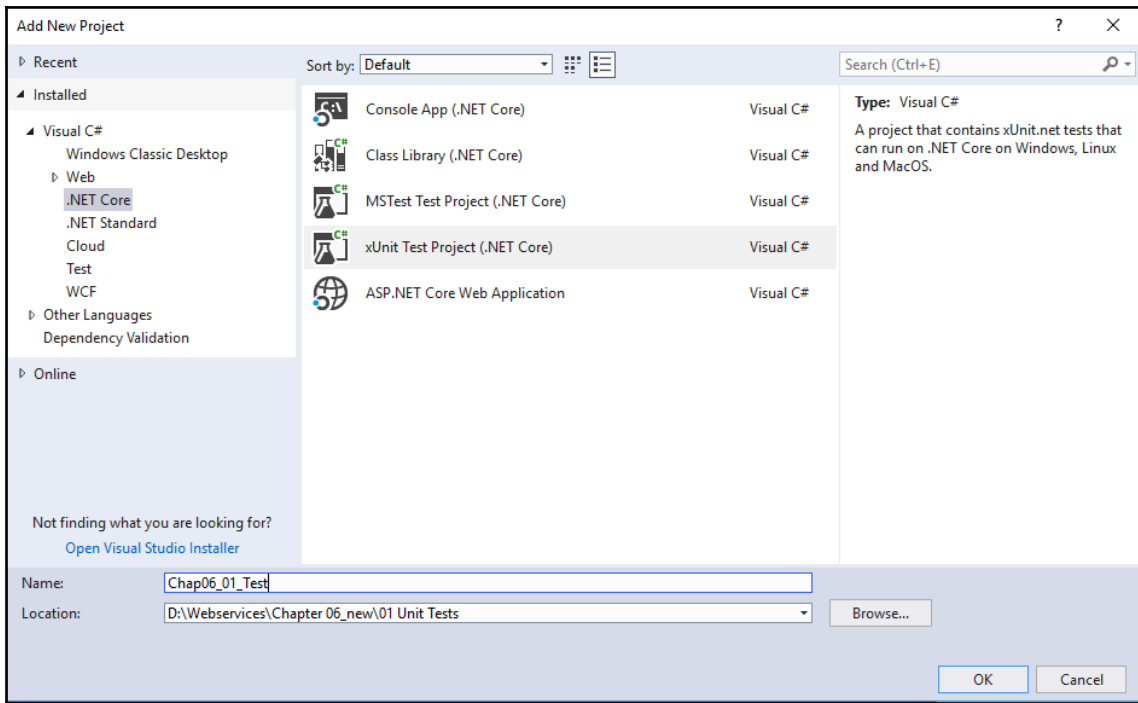 Add New Project
?
Recent
Installed
Visual C#
Windows Classic Desktop
Web
.NET Core
.NET Standard
Cloud
Test
WCF
Other Languages
Dependency Validation
Online
Not finding what you are looking for?
Open Visual Studio Installer
Sort by: Default
C:\ Console App (.NET Core) Visual C#
C# Class Library (.NET Core) Visual C#
C# MSTest Test Project (.NET Core) Visual C#
C# xUnit Test Project (.NET Core) Visual C#
ASP.NET Core Web Application Visual C#
Search (Ctrl+E)
Type: Visual C#
A project that contains xUnit.net tests that
can run on .NET Core on Windows, Linux
and MacOS.
Name: Chap06_01_Test
Location: D:\Webservices\Chapter 06_new\01 Unit Tests
Browse...
OK Cancel